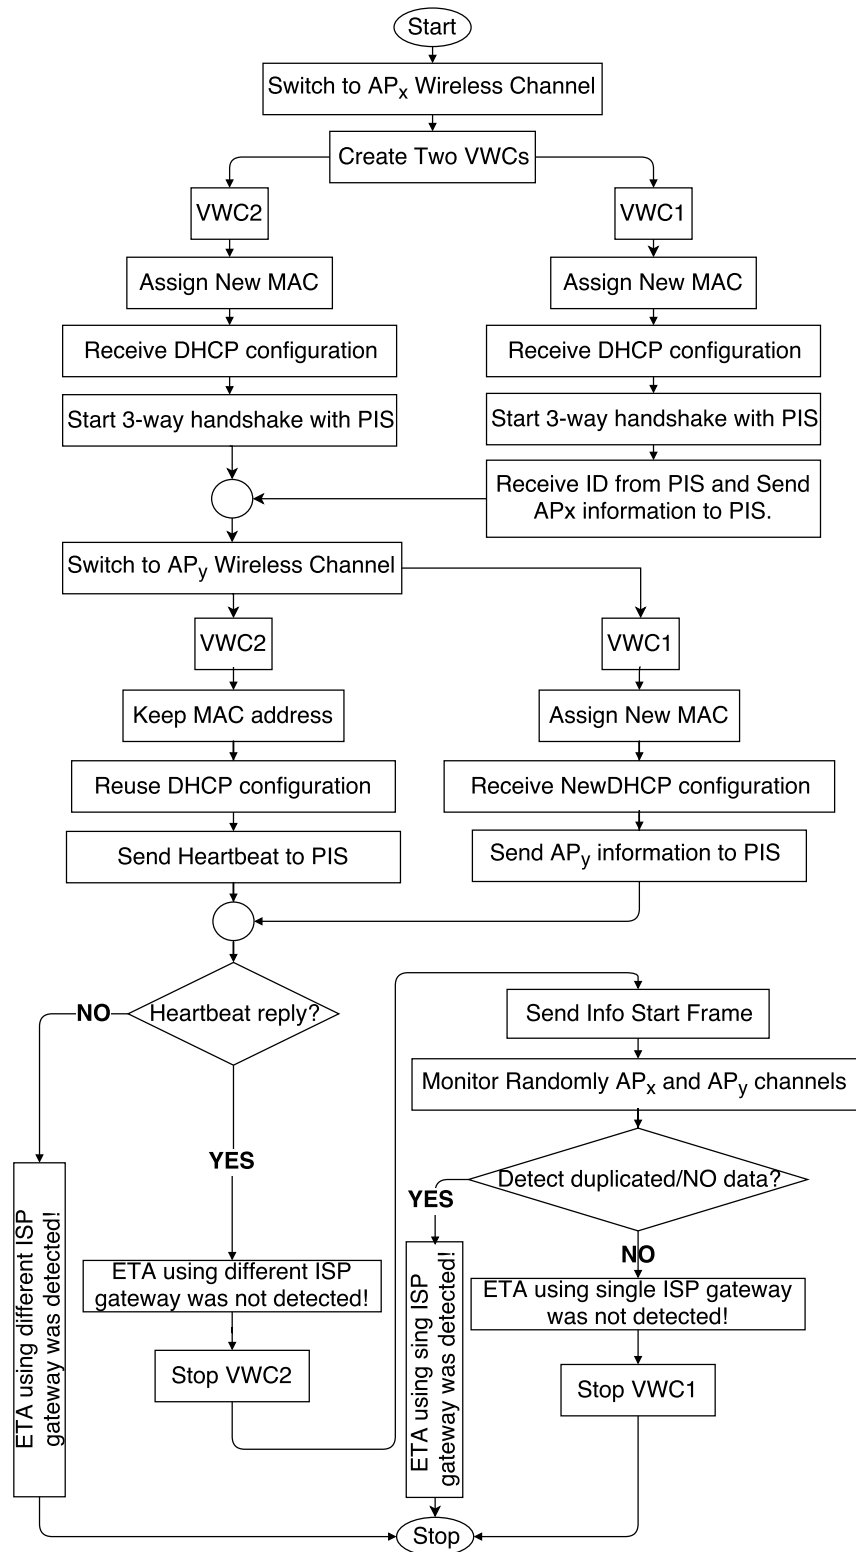 Start
Switch to APx Wireless Channel
Create Two VWCs
VWC2
VWC1
Assign New MAC
Assign New MAC
Receive DHCP configuration
Receive DHCP configuration
Start 3-way handshake with PIS
Start 3-way handshake with PIS
Receive ID from PIS and Send
APx information to PIS.
Switch to APy Wireless Channel
VWC2
VWC1
Keep MAC address
Assign New MAC
Reuse DHCP configuration
Receive NewDHCP configuration
Send Heartbeat to PIS
Send APy information to PIS
Heartbeat reply?
NO
YES
Send Info Start Frame
Monitor Randomly APx and APy channels
Detect duplicated/NO data?
YES
NO
ETA using different ISP
gateway was detected!
ETA using different ISP
gateway was not detected!
Stop VWC2
ETA using sing ISP
gateway was detected!
ETA using single ISP gateway
was not detected!
Stop VWC1
Stop